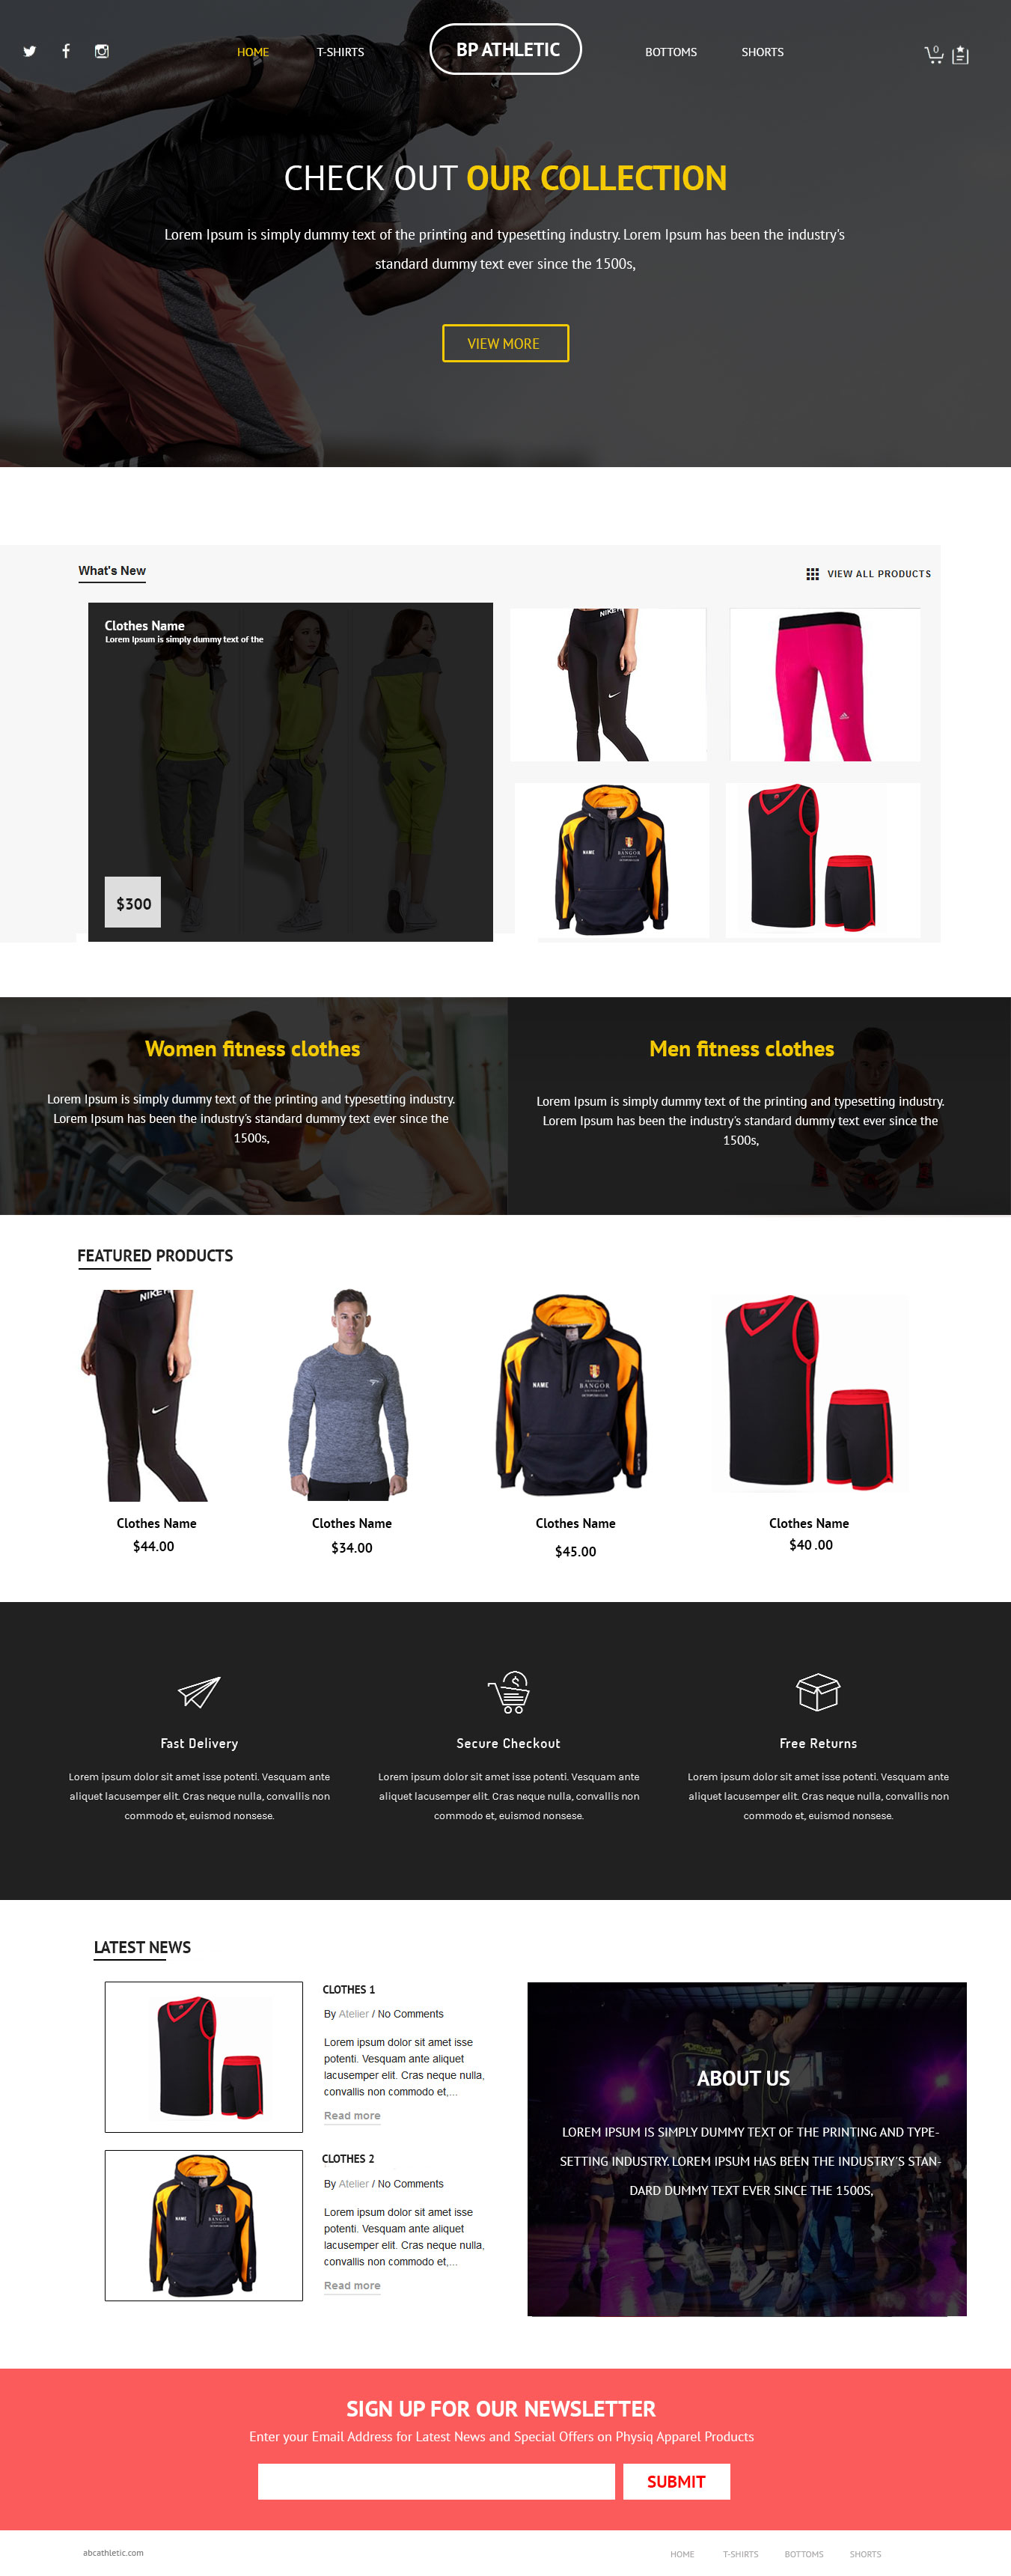 HOME
T-SHIRTS
BP ATHLETIC
BOTTOMS
SHORTS
0
CHECK OUT OUR COLLECTION
Lorem Ipsum is simply dummy text of the printing and typesetting industry. Lorem Ipsum has been the industry's
standard dummy text ever since the 1500s,
VIEW MORE
What's New
VIEW ALL PRODUCTS
Clothes Name
Lorem Ipsum is simply dummy text of the
$300
NIKE
NAME
BANGOR
Women fitness clothes
Lorem Ipsum is simply dummy text of the printing and typesetting industry.
Lorem Ipsum has been the industry's standard dummy text ever since the
1500s,
Men fitness clothes
Lorem Ipsum is simply dummy text of the printing and typesetting industry.
Lorem Ipsum has been the industry's standard dummy text ever since the
1500s,
FEATURED PRODUCTS
NIKE
NAME
BANGOR
Clothes Name
$44.00
Clothes Name
$34.00
Clothes Name
$45.00
Clothes Name
$40 .00
Fast Delivery
Lorem ipsum dolor sit amet isse potenti. Vesquam ante
aliquet lacusemper elit. Cras neque nulla, convallis non
commodo et, euismod nonsese.
Secure Checkout
Lorem ipsum dolor sit amet isse potenti. Vesquam ante
aliquet lacusemper elit. Cras neque nulla, convallis non
commodo et, euismod nonsese.
Free Returns
Lorem ipsum dolor sit amet isse potenti. Vesquam ante
aliquet lacusemper elit. Cras neque nulla, convallis non
commodo et, euismod nonsese.
LATEST NEWS
CLOTHES 1
By Atelier / No Comments
Lorem ipsum dolor sit amet isse
potenti. Vesquam ante aliquet
lacusemper elit. Cras neque nulla,
convallis non commodo et,...
Read more
NAME
BANGOR
CLOTHES 2
By Atelier / No Comments
Lorem ipsum dolor sit amet isse
potenti. Vesquam ante aliquet
lacusemper elit. Cras neque nulla,
convallis non commodo et,...
Read more
ABOUT US
LOREM IPSUM IS SIMPLY DUMMY TEXT OF THE PRINTING AND TYPE-
SETTING INDUSTRY. LOREM IPSUM HAS BEEN THE INDUSTRY'S STAN-
DARD DUMMY TEXT EVER SINCE THE 1500S,
SIGN UP FOR OUR NEWSLETTER
Enter your Email Address for Latest News and Special Offers on Physiq Apparel Products
SUBMIT
abcathletic.com
HOME
T-SHIRTS
BOTTOMS
SHORTS